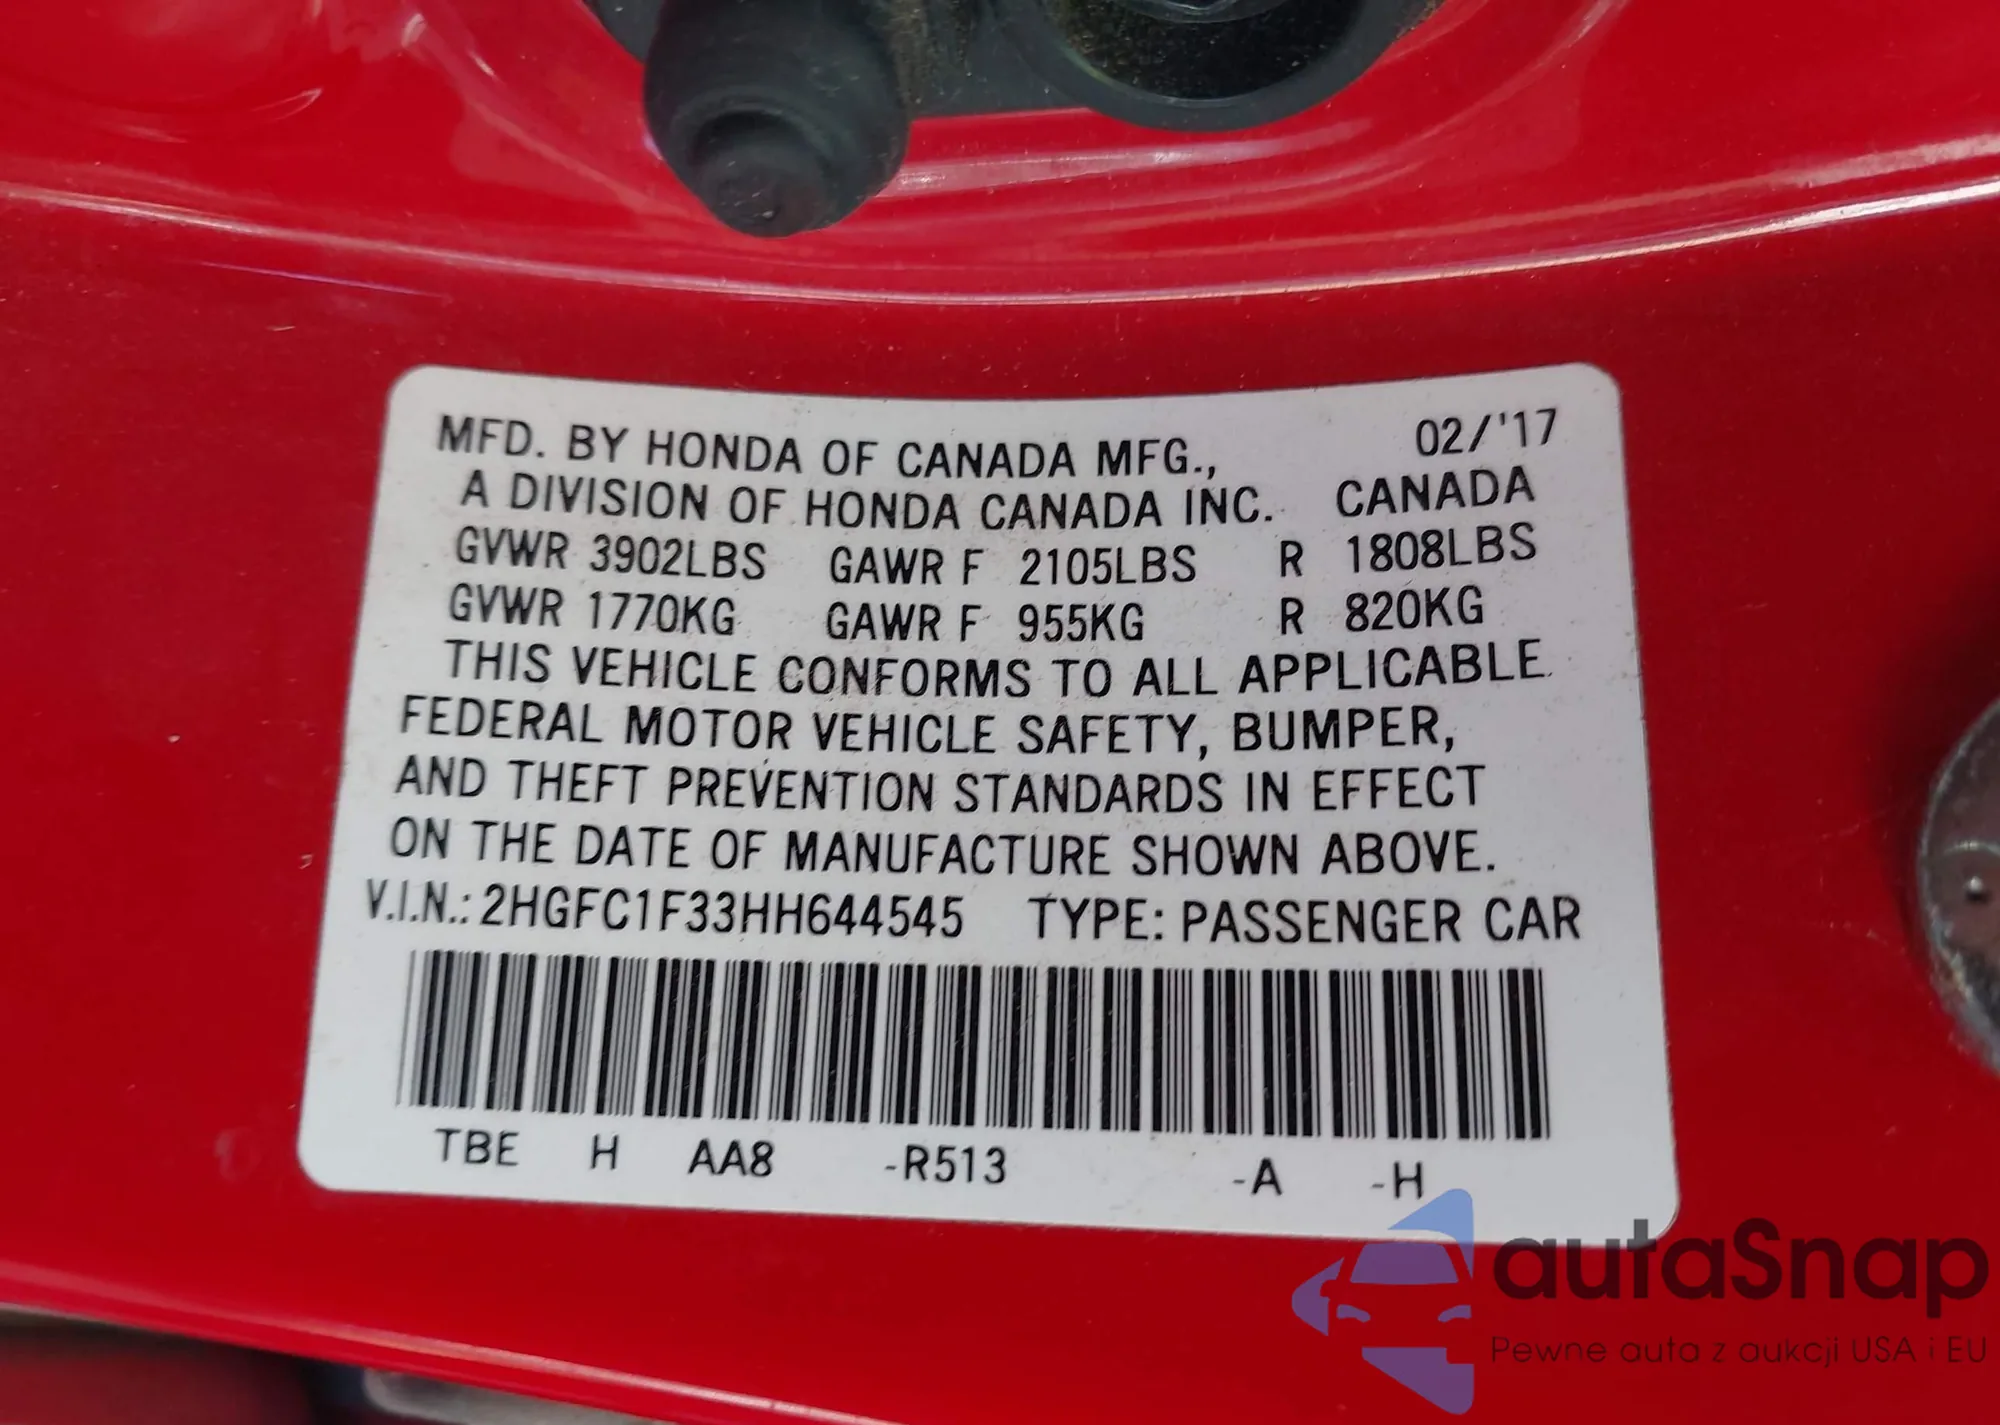 MFD. BY HONDA OF CANADA MFG., 02/'17
A DIVISION OF HONDA CANADA INC. CANADA
GVWR 3902LBS GAWR F 2105LBS R 1808LBS
GVWR 1770KG GAWR F 955KG R 820KG
THIS VEHICLE CONFORMS TO ALL APPLICABLE
FEDERAL MOTOR VEHICLE SAFETY, BUMPER,
AND THEFT PREVENTION STANDARDS IN EFFECT
ON THE DATE OF MANUFACTURE SHOWN ABOVE.
V.I.N.: 2HGFC1F33HH644545 TYPE: PASSENGER CAR
TBE H AA8 -R513 -A -H
autaSnap
Pewne auta z aukcji USA i EU